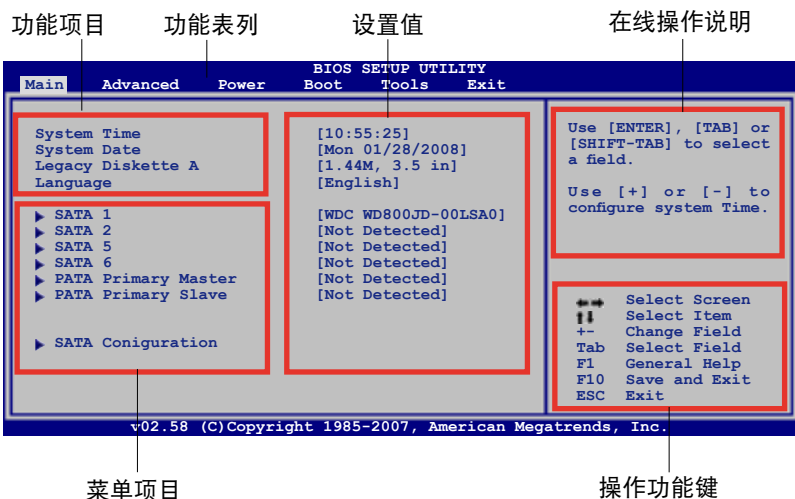 功能项目 功能表列 设置值 在线操作说明
BIOS SETUP UTILITY
Main Advanced Power Boot Tools Exit
System Time [10:55:25]
System Date [Mon 01/28/2008]
Legacy Diskette A [1.44M, 3.5 in]
Language [English]
SATA 1 [WDC WD800JD-00LSA0]
SATA 2 [Not Detected]
SATA 5 [Not Detected]
SATA 6 [Not Detected]
PATA Primary Master [Not Detected]
PATA Primary Slave [Not Detected]
SATA Coniguration
Use [ENTER], [TAB] or
[SHIFT-TAB] to select
a field.
Use [+] or [-] to
configure system Time.
←→ Select Screen
↑↓ Select Item
+- Change Field
Tab Select Field
F1 General Help
F10 Save and Exit
ESC Exit
v02.58 (C)Copyright 1985-2007, American Megatrends, Inc.
菜单项目 操作功能键